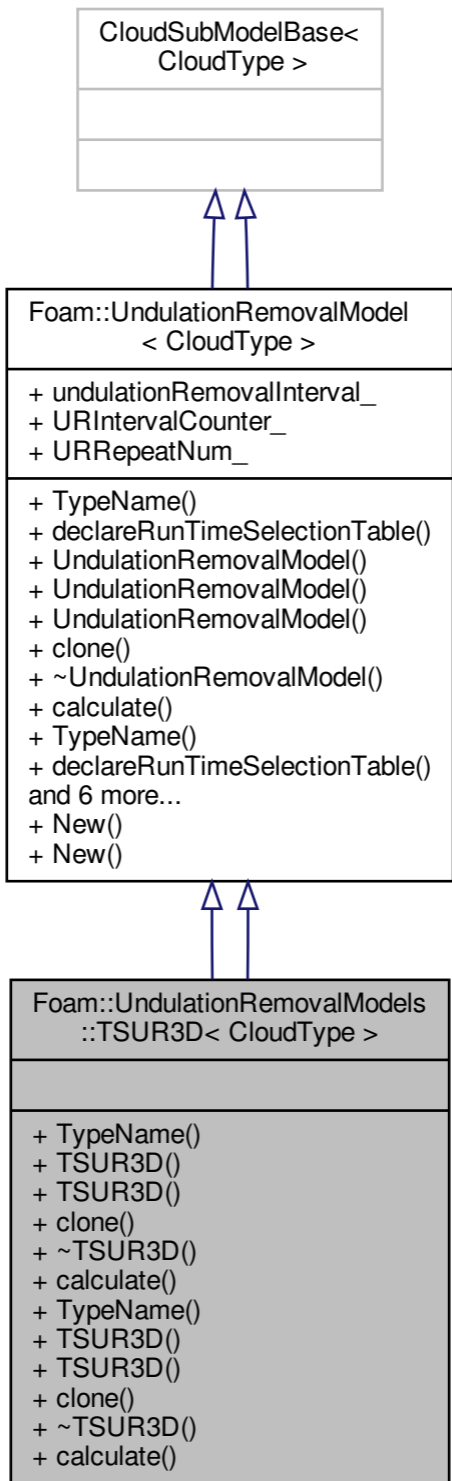 CloudSubModelBase<
CloudType >
Foam::UndulationRemovalModel
< CloudType >
+ undulationRemovalInterval_
+ URIntervalCounter_
+ URRepeatNum_
+ TypeName()
+ declareRunTimeSelectionTable()
+ UndulationRemovalModel()
+ UndulationRemovalModel()
+ UndulationRemovalModel()
+ clone()
+ ~UndulationRemovalModel()
+ calculate()
+ TypeName()
+ declareRunTimeSelectionTable()
and 6 more...
+ New()
+ New()
Foam::UndulationRemovalModels
::TSUR3D< CloudType >
+ TypeName()
+ TSUR3D()
+ TSUR3D()
+ clone()
+ ~TSUR3D()
+ calculate()
+ TypeName()
+ TSUR3D()
+ TSUR3D()
+ clone()
+ ~TSUR3D()
+ calculate()